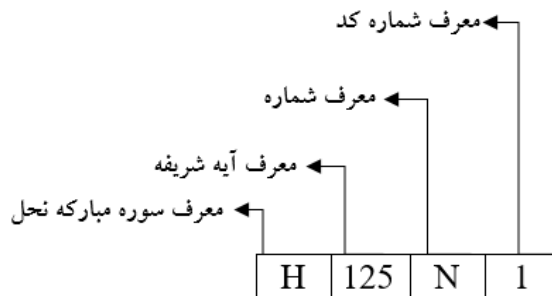 معرف شماره کد
معرف شماره
معرف آیه شریفه
معرف سوره مبارکه نحل
H 125 N 1